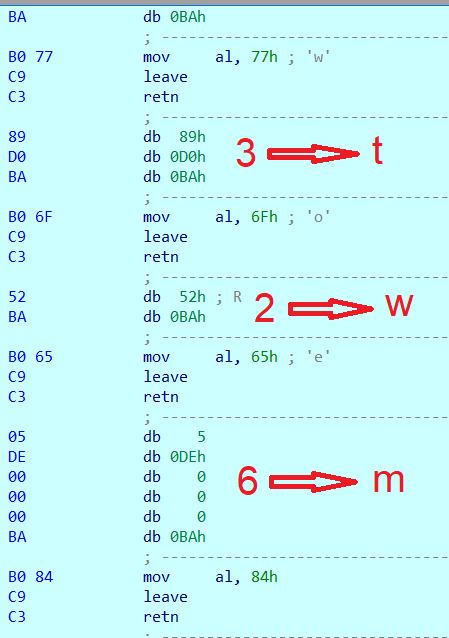 BA db 0BAh
; ------------------------------------
B0 77 mov al, 77h ; 'w'
C9 leave
C3 retn
; ------------------------------------
89 db 89h
D0 db 0D0h 3 t
BA db 0BAh
; ------------------------------------
B0 6F mov al, 6Fh ; 'o'
C9 leave
C3 retn
; ------------------------------------
52 db 52h ; R 2 w
BA db 0BAh
; ------------------------------------
B0 65 mov al, 65h ; 'e'
C9 leave
C3 retn
; ------------------------------------
05 db 5
DE db 0DEh
00 db 0 6 m
00 db 0
00 db 0
BA db 0BAh
; ------------------------------------
B0 84 mov al, 84h
C9 leave
C3 retn
; ------------------------------------